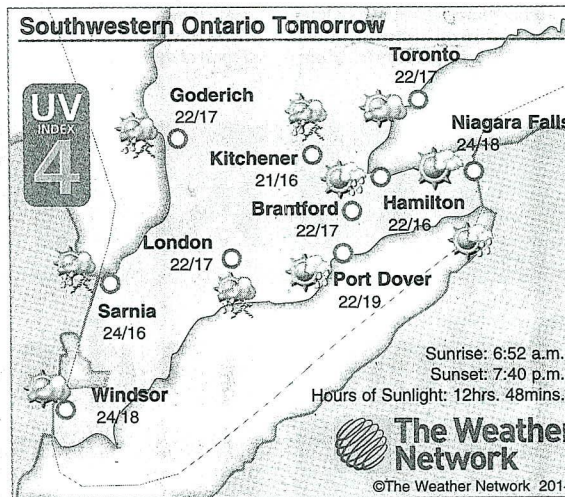 Southwestern Ontario Tomorrow
UV
INDEX
4
Toronto
22/17
Goderich
22/17
Niagara Falls
24/18
Kitchener
21/16
Hamilton
22/16
Brantford
22/17
London
22/17
Port Dover
22/19
Sarnia
24/16
Windsor
24/18
Sunrise: 6:52 a.m.
Sunset: 7:40 p.m.
Hours of Sunlight: 12hrs. 48mins.
The Weather
Network
©The Weather Network 201